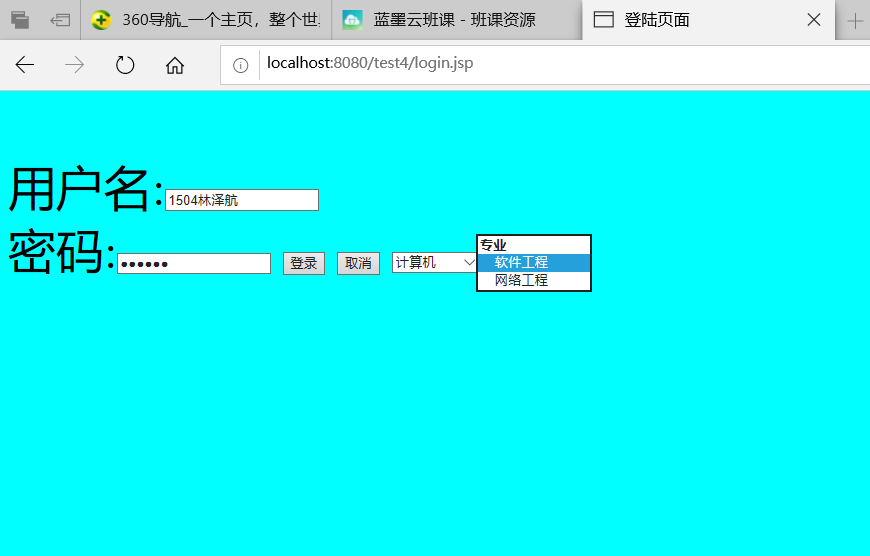 360导航_一个主页，整个世 蓝墨云班课 - 班课资源 登陆页面
localhost:8080/test4/login.jsp
用户名:1504林泽航
密码:●●●●●● 登录 取消 计算机
专业
软件工程
网络工程